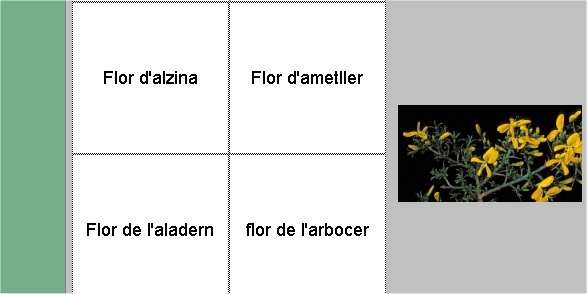 Flor d'alzina
Flor d'ametller
Flor de l'aladern
flor de l'arbocer